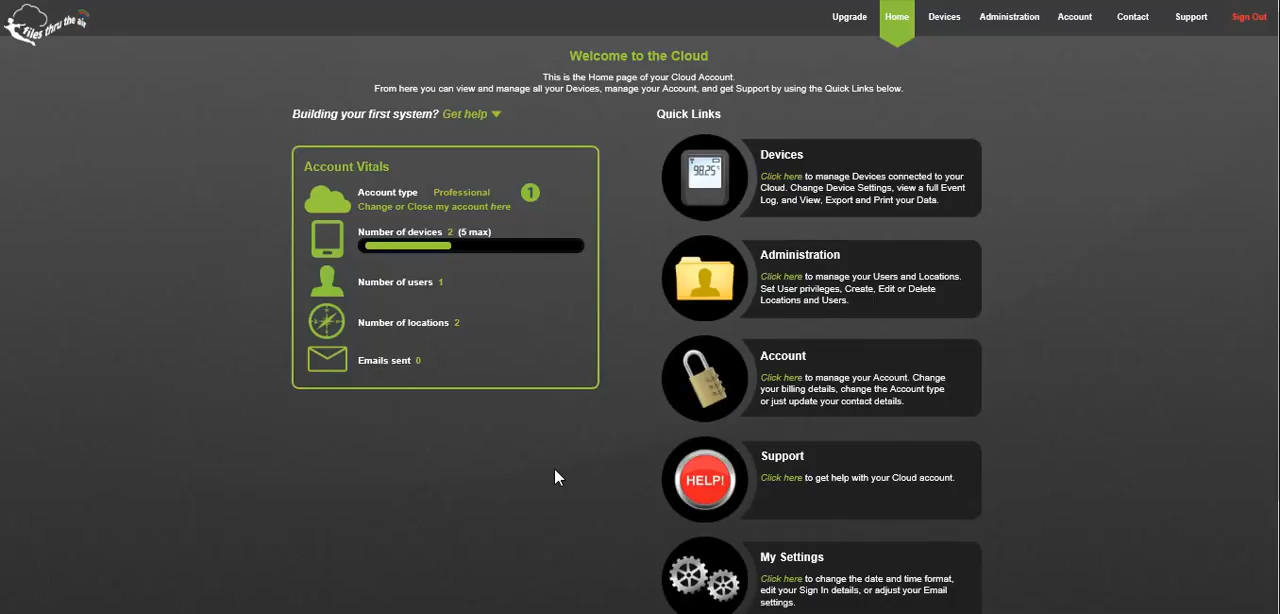 files thru the air
Upgrade
Home
Devices
Administration
Account
Contact
Support
Sign Out
Welcome to the Cloud
This is the Home page of your Cloud Account.
From here you can view and manage all your Devices, manage your Account, and get Support by using the Quick Links below.
Building your first system? Get help
Account Vitals
Account type Professional 1
Change or Close my account here
Number of devices 2 (5 max)
Number of users 1
Number of locations 2
Emails sent 0
Quick Links
98.25
Devices
Click here to manage Devices connected to your
Cloud. Change Device Settings, view a full Event
Log, and View, Export and Print your Data.
Administration
Click here to manage your Users and Locations.
Set User privileges, Create, Edit or Delete
Locations and Users.
Account
Click here to manage your Account. Change
your billing details, change the Account type
or just update your contact details.
HELP!
Support
Click here to get help with your Cloud account.
My Settings
Click here to change the date and time format,
edit your Sign In details, or adjust your Email
settings.